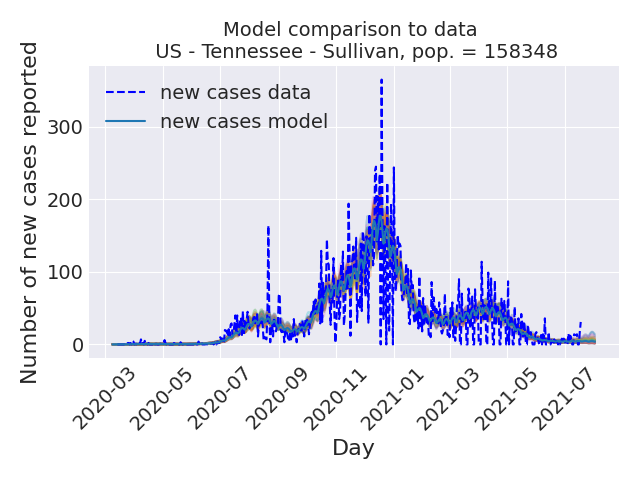 Model comparison to data
US - Tennessee - Sullivan, pop. = 158348
new cases data
new cases model
Number of new cases reported
300
200
100
0
2020-03
2020-05
2020-07
2020-09
2020-11
2021-01
2021-03
2021-05
2021-07
Day